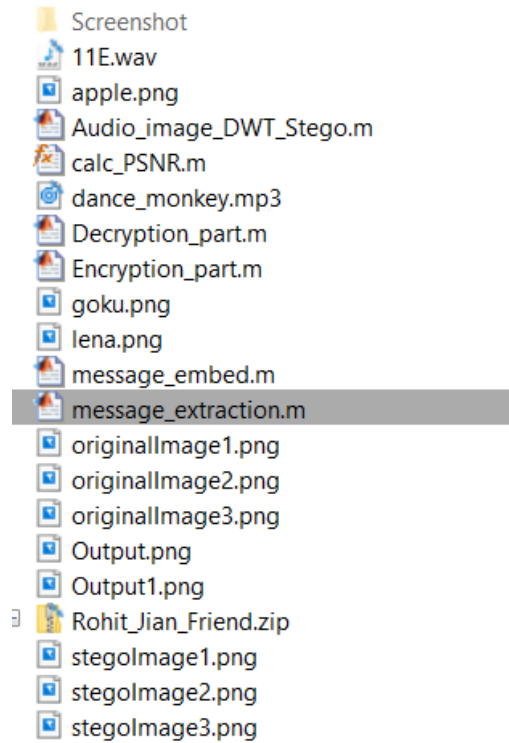 Screenshot
11E.wav
apple.png
Audio_image_DWT_Stego.m
calc_PSNR.m
dance_monkey.mp3
Decryption_part.m
Encryption_part.m
goku.png
lena.png
message_embed.m
message_extraction.m
originalImage1.png
originalImage2.png
originalImage3.png
Output.png
Output1.png
Rohit_Jian_Friend.zip
stegoImage1.png
stegoImage2.png
stegoImage3.png